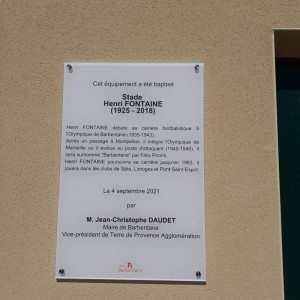 Cet équipement a été baptisé
Stade
Henri FONTAINE
(1925 - 2018)
Henri FONTAINE débute sa carrière footbalistique à
l'Olympique de Barbentane (1935-1943).
Après un passage à Montpellier, il intègre l'Olympique de
Marseille où il évolue au poste d'attaquant (1945-1949). Il
sera surnommé "Barbentane" par Félix Pironti.
Henri FONTAINE poursuivra sa carrière jusqu'en 1963. Il
jouera dans les clubs de Sète, Limoges et Pont-Saint-Esprit.
Le 4 septembre 2021
par
M. Jean-Christophe DAUDET
Maire de Barbentane
Vice-président de Terre de Provence Agglomération
Barbentane